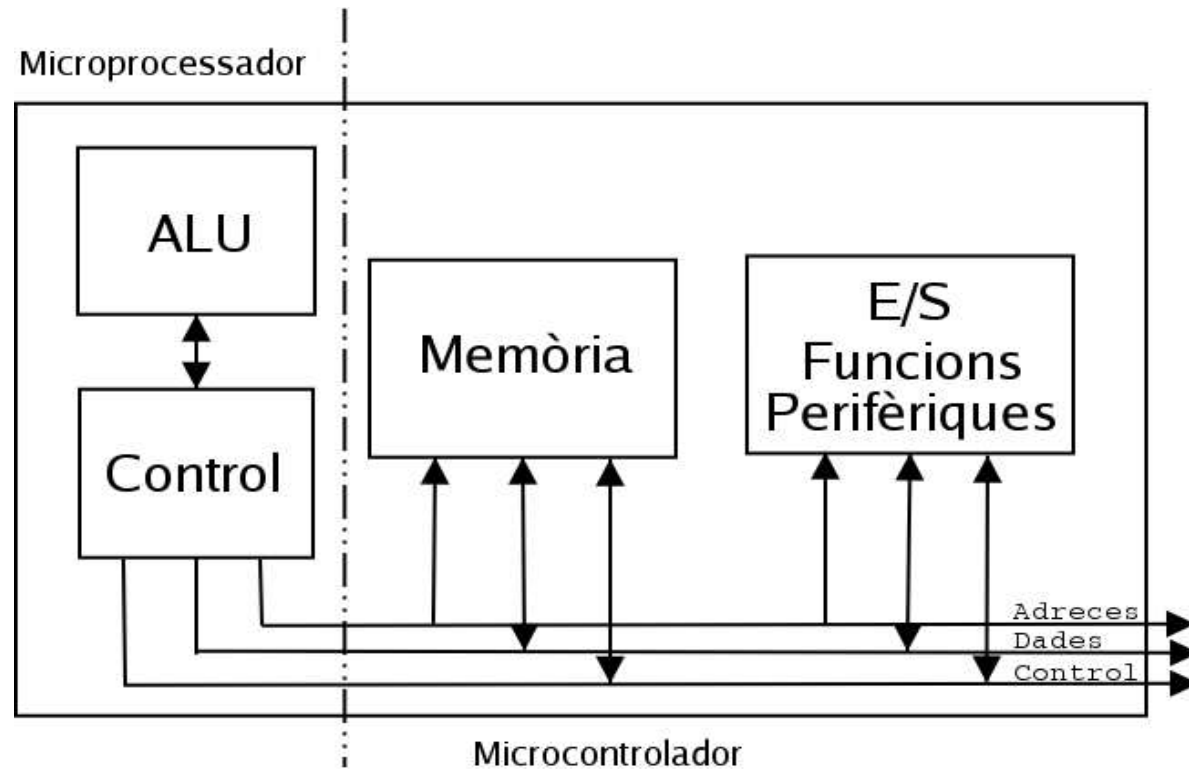 Microprocessador
ALU
Control
Memòria
E/S
Funcions
Perifèriques
Adreces
Dades
Control
Microcontrolador